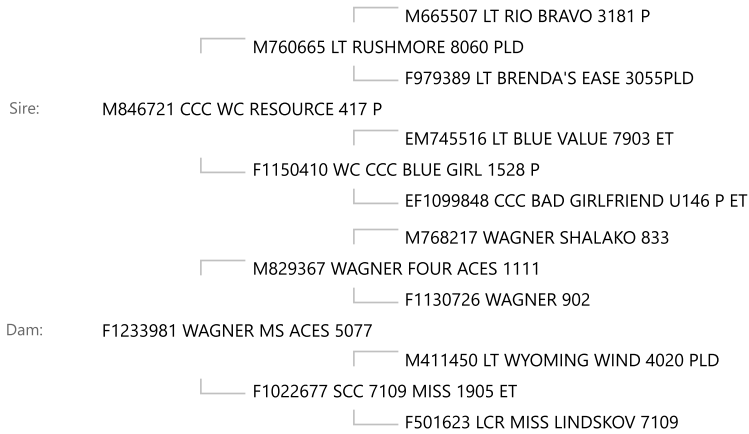 M665507 LT RIO BRAVO 3181 P
M760665 LT RUSHMORE 8060 PLD
F979389 LT BRENDA'S EASE 3055PLD
Sire: M846721 CCC WC RESOURCE 417 P
EM745516 LT BLUE VALUE 7903 ET
F1150410 WC CCC BLUE GIRL 1528 P
EF1099848 CCC BAD GIRLFRIEND U146 P ET
M768217 WAGNER SHALAKO 833
M829367 WAGNER FOUR ACES 1111
F1130726 WAGNER 902
Dam: F1233981 WAGNER MS ACES 5077
M411450 LT WYOMING WIND 4020 PLD
F1022677 SCC 7109 MISS 1905 ET
F501623 LCR MISS LINDSKOV 7109